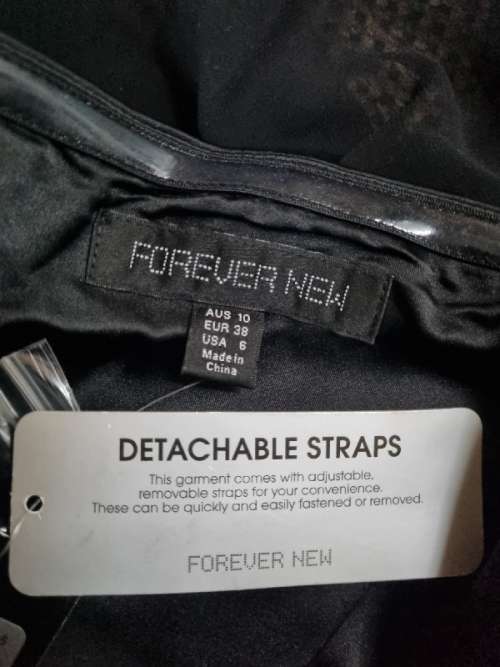 FOREVER NEW
AUS 10
EUR 38
USA 6
Made in
China
DETACHABLE STRAPS
This garment comes with adjustable,
removable straps for your convenience.
These can be quickly and easily fastened or removed.
FOREVER NEW